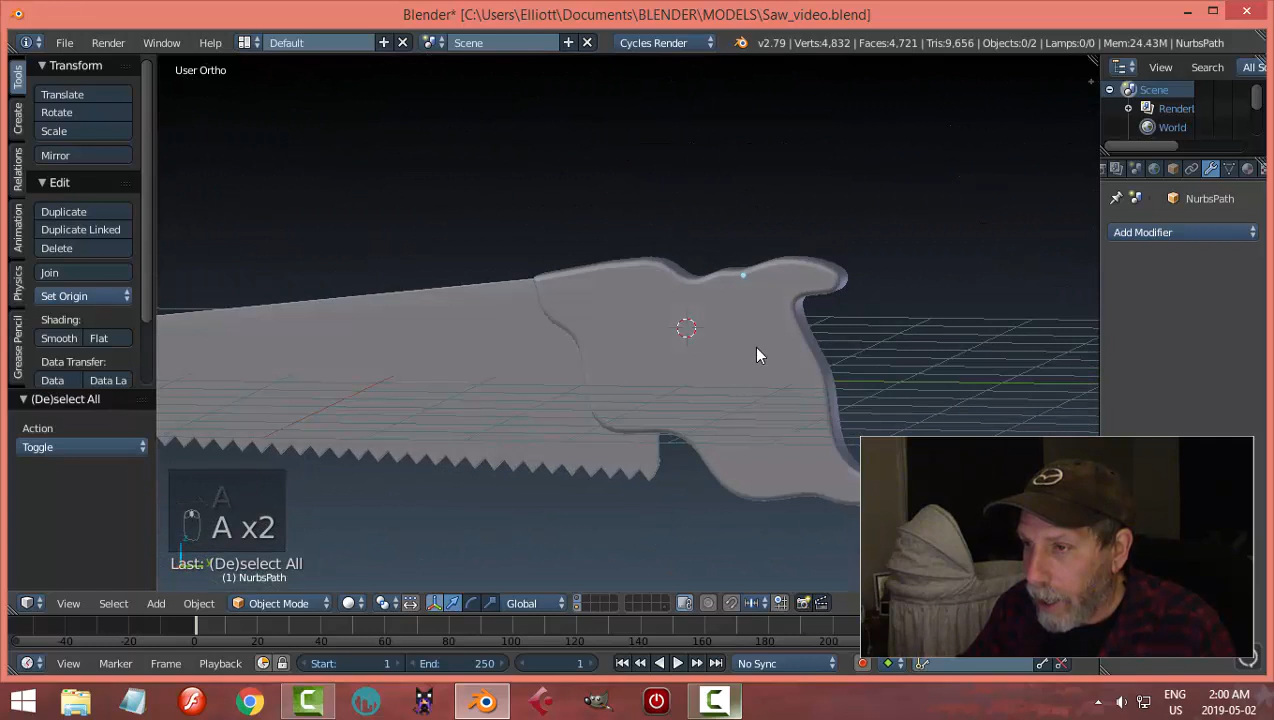 Blender* [C:\Users\Elliott\Documents\BLENDER\MODELS\Saw_video.blend]
File Render Window Help Default Scene Cycles Render v2.79 | Verts:4,832 | Faces:4,721 | Tris:9,656 | Objects:0/2 | Lamps:0/0 | Mem:24.43M | NurbsPath
Tools
Create
Relations
Animation
Physics
Grease Pencil
Transform
Translate
Rotate
Scale
Mirror
Edit
Duplicate
Duplicate Linked
Delete
Join
Set Origin
Shading:
Smooth Flat
Data Transfer:
Data Data La
(De)select All
Action
Toggle
User Ortho
A
A x2
Last: (De)select All
(1) NurbsPath
View Search All Sc
Scene
World
NurbsPath
Add Modifier
View Select Add Object Object Mode Global
-40 -20 0 20 40 60 80 100 120 140 160 180 200
View Marker Frame Playback Start: 1 End: 250 1 No Sync
ENG 2:00 AM
US 2019-05-02